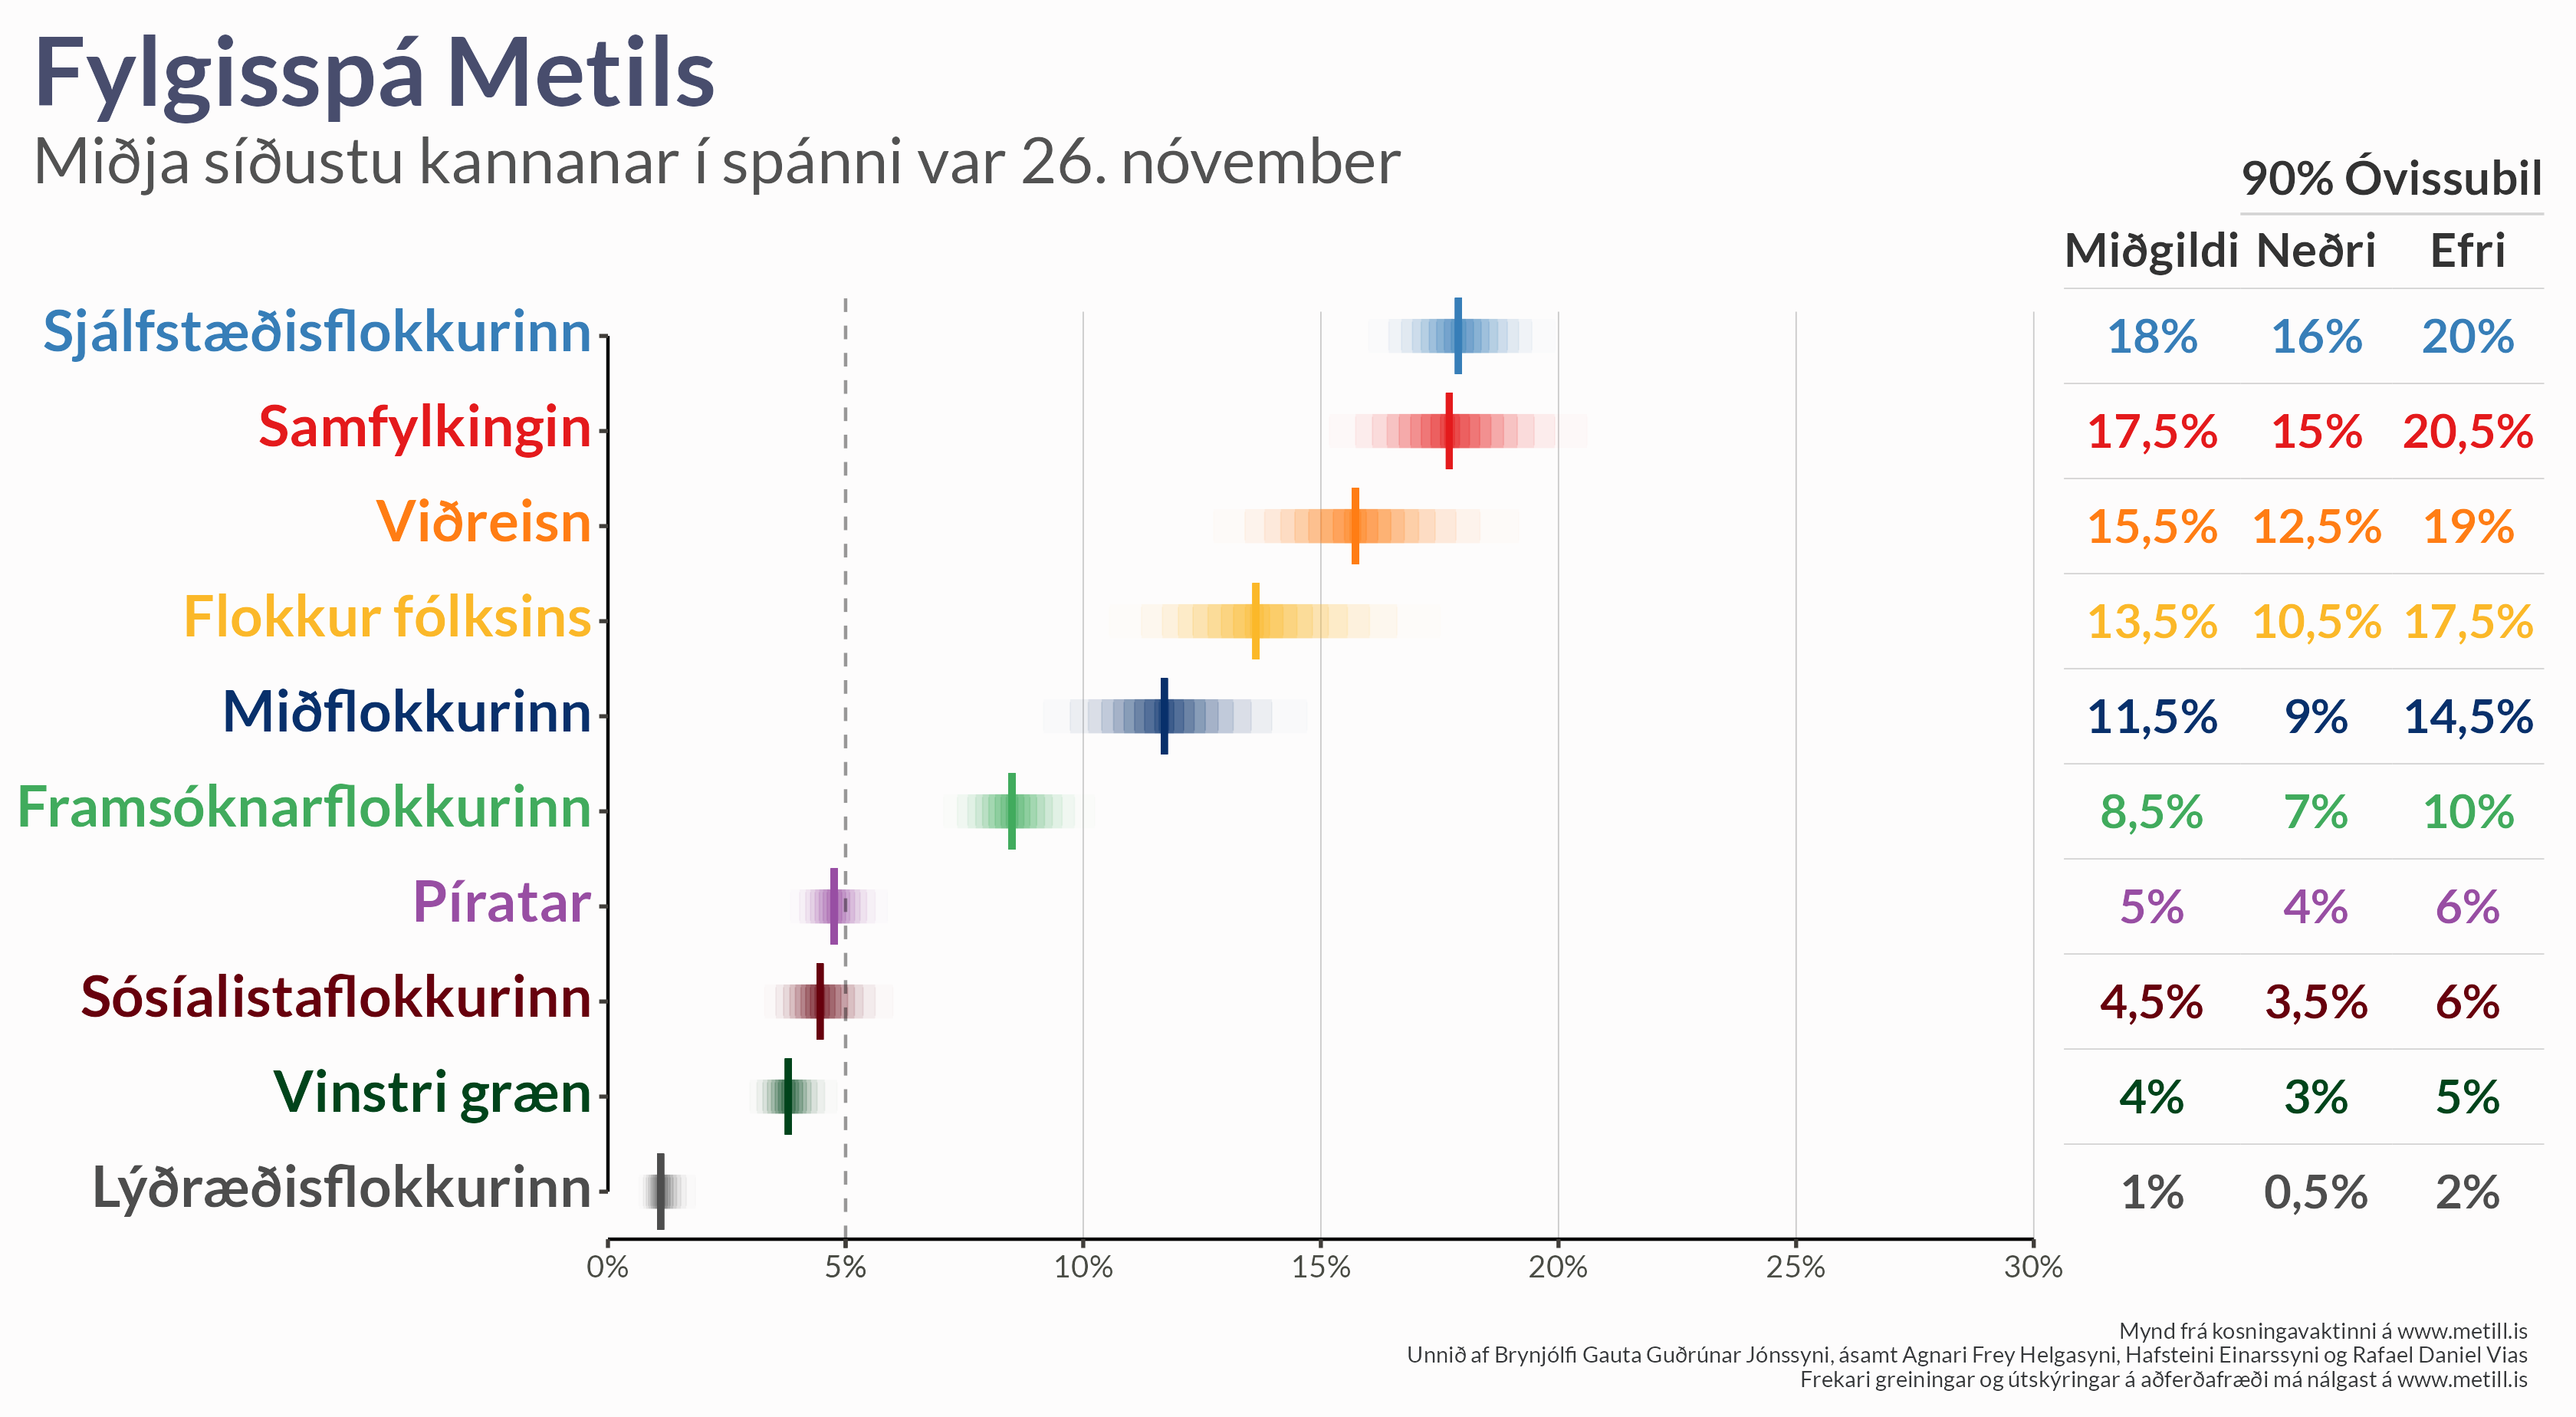 Fylgisspá Metils
Miðja síðustu kannanar í spánni var 26. nóvember
90% Óvissubil
Miðgildi Neðri Efri
Sjálfstæðisflokkurinn 18% 16% 20%
Samfylkingin 17,5% 15% 20,5%
Viðreisn 15,5% 12,5% 19%
Flokkur fólksins 13,5% 10,5% 17,5%
Miðflokkurinn 11,5% 9% 14,5%
Framsóknarflokkurinn 8,5% 7% 10%
Píratar 5% 4% 6%
Sósíalistaflokkurinn 4,5% 3,5% 6%
Vinstri græn 4% 3% 5%
Lýðræðisflokkurinn 1% 0,5% 2%
0% 5% 10% 15% 20% 25% 30%
Mynd frá kosningavaktinni á www.metill.is
Unnið af Brynjólfi Gauta Guðrúnar Jónssyni, ásamt Agnari Frey Helgasyni, Hafsteini Einarssyni og Rafael Daniel Vias
Frekari greiningar og útskýringar á aðferðafræði má nálgast á www.metill.is